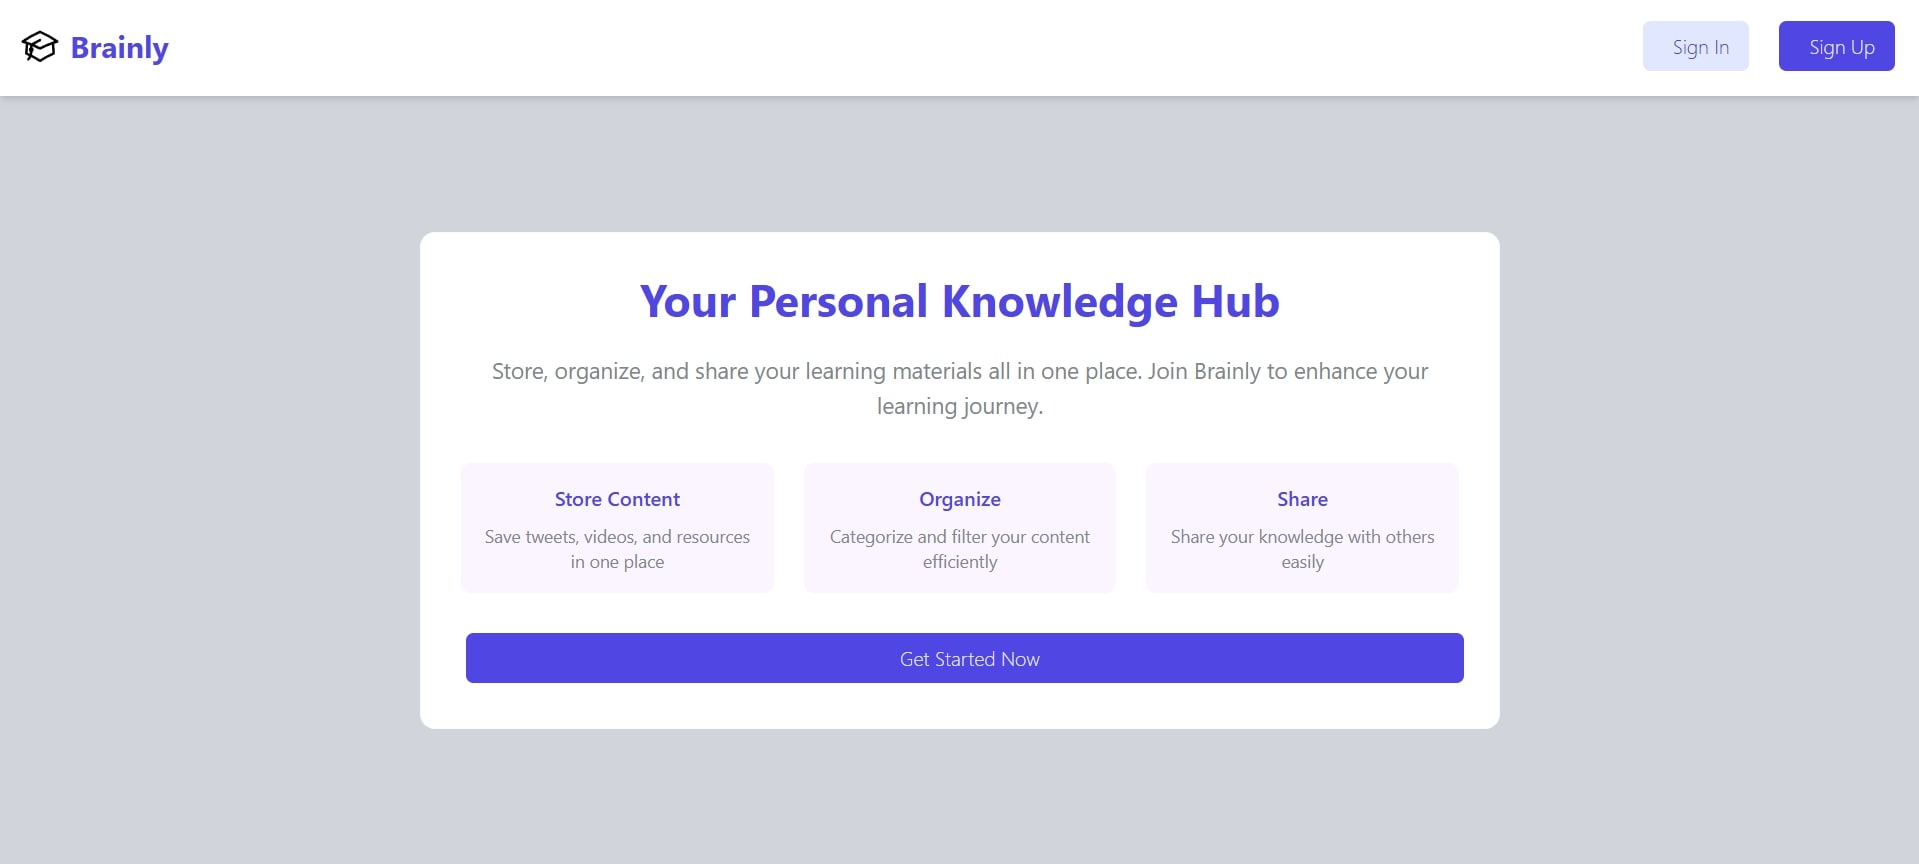 Brainly
Sign In
Sign Up
Your Personal Knowledge Hub
Store, organize, and share your learning materials all in one place. Join Brainly to enhance your
learning journey.
Store Content
Save tweets, videos, and resources
in one place
Organize
Categorize and filter your content
efficiently
Share
Share your knowledge with others
easily
Get Started Now